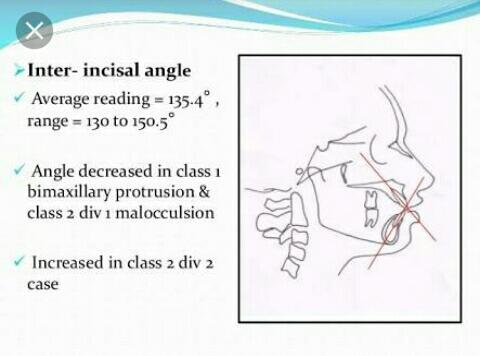 Inter- incisal angle
Average reading = 135.4° ,
range = 130 to 150.5°
Angle decreased in class 1
bimaxillary protrusion &
class 2 div 1 malocculsion
Increased in class 2 div 2
case